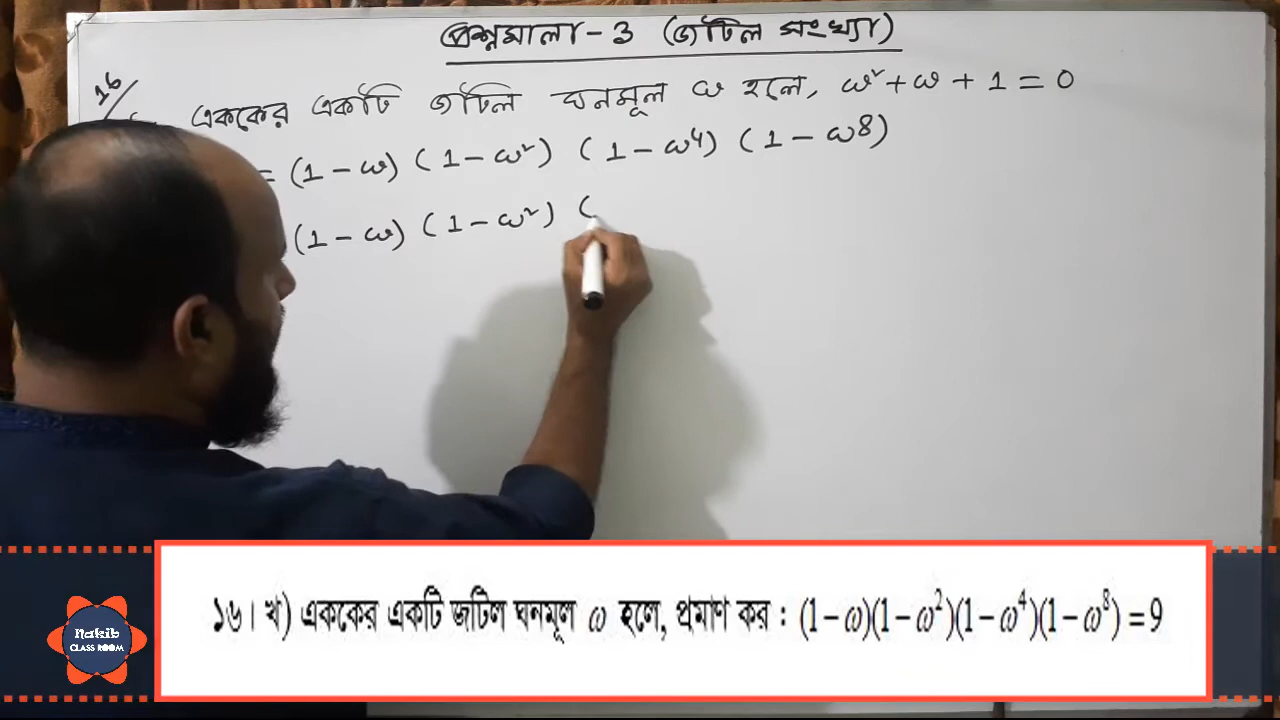 প্রশ্নমালা - 3 (জটিল সংখ্যা)
16/
এককের একটি জটিল ঘনমূল ω হলে, ω² + ω + 1 = 0
= (1 - ω) (1 - ω²) (1 - ω4) (1 - ω8)
(1 - ω) (1 - ω²) (
১৬। খ) এককের একটি জটিল ঘনমূল ω হলে, প্রমাণ কর : (1-ω)(1-ω²)(1-ω⁴)(1-ω⁸) = 9
Nakib
CLASS ROOM